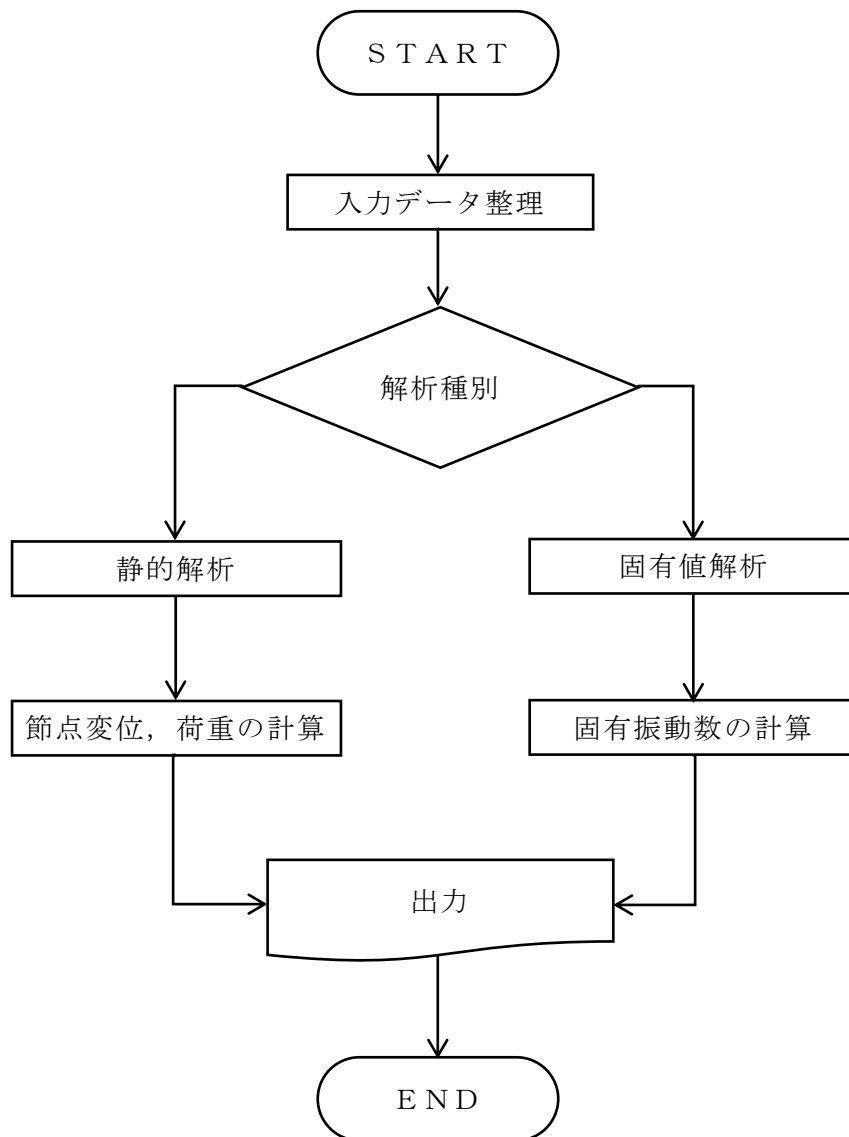 ＳＴＡＲＴ
入力データ整理
解析種別
静的解析
固有値解析
節点変位，荷重の計算
固有振動数の計算
出力
ＥＮＤ